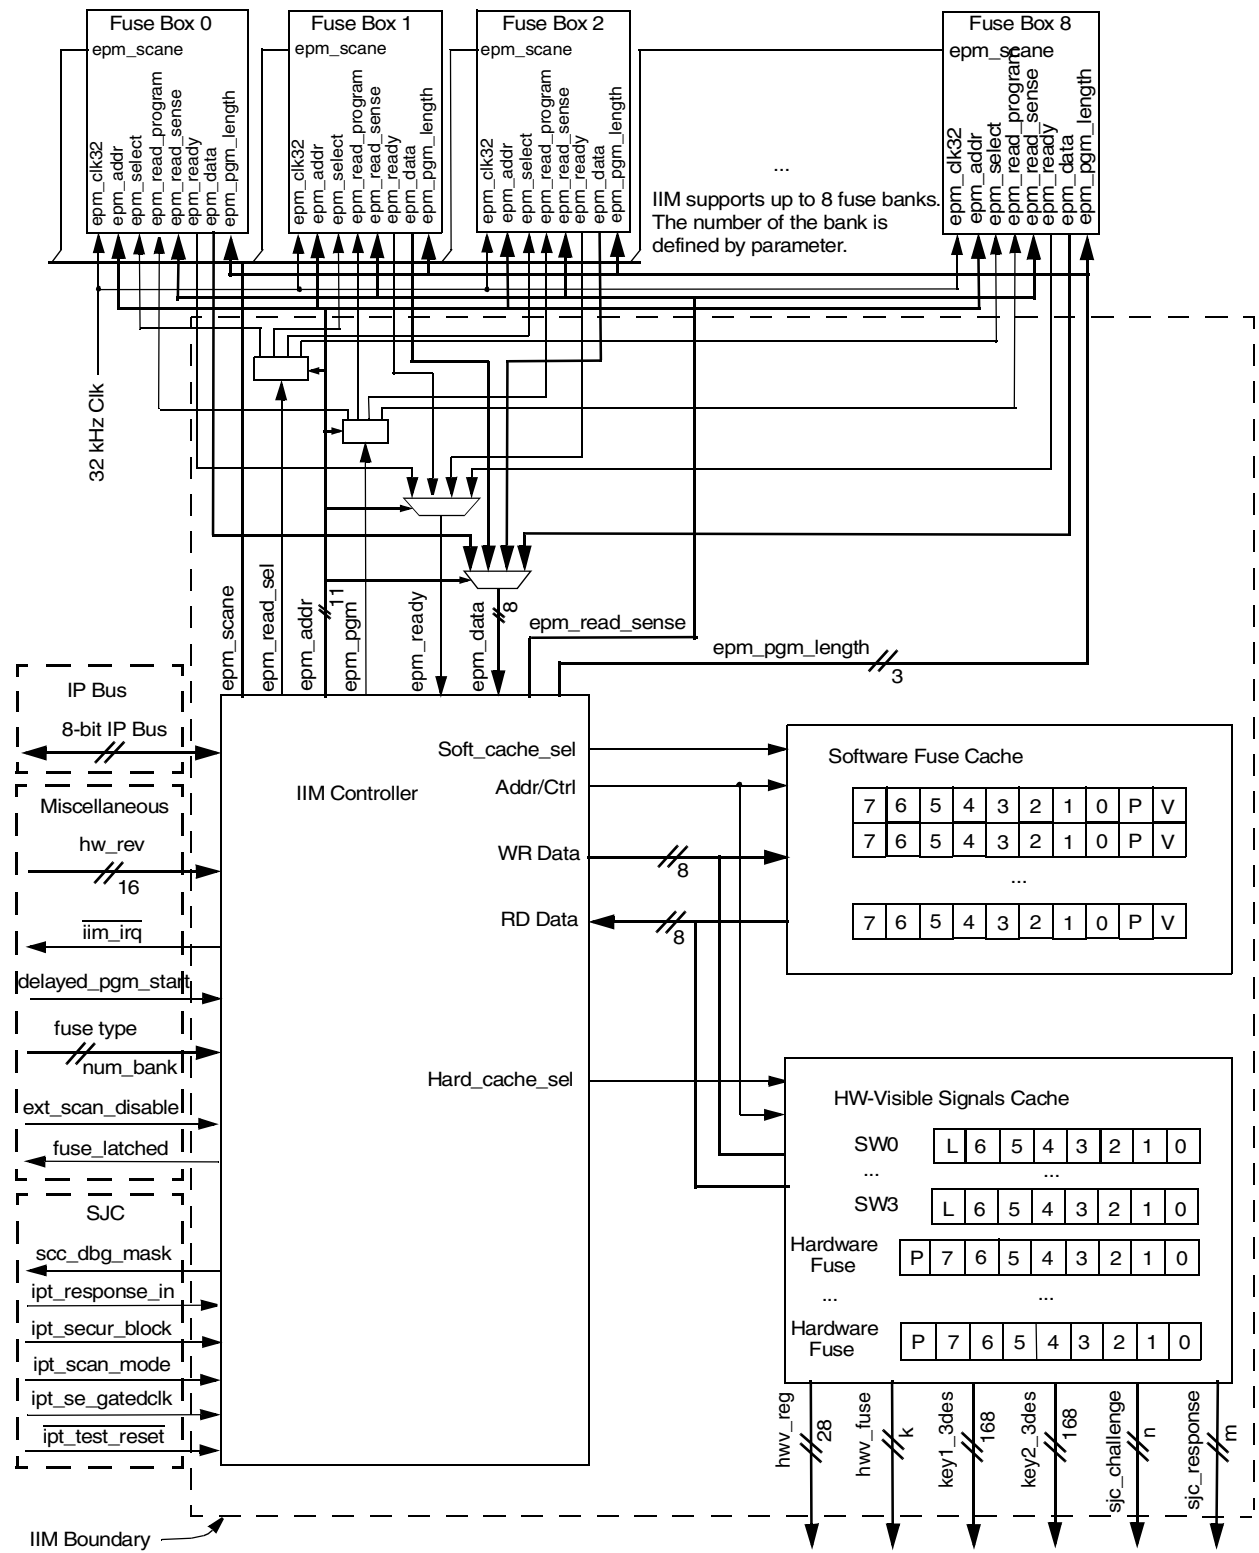 Fuse Box 0
epm_scane
epm_clk32
epm_addr
epm_select
epm_read_program
epm_read_sense
epm_ready
epm_data
epm_pgm_length
Fuse Box 1
epm_scane
epm_clk32
epm_addr
epm_select
epm_read_program
epm_read_sense
epm_ready
epm_data
epm_pgm_length
Fuse Box 2
epm_scane
epm_clk32
epm_addr
epm_select
epm_read_program
epm_read_sense
epm_ready
epm_data
epm_pgm_length
...
IIM supports up to 8 fuse banks.
The number of the bank is
defined by parameter.
Fuse Box 8
epm_scane
epm_clk32
epm_addr
epm_select
epm_read_program
epm_read_sense
epm_ready
epm_data
epm_pgm_length
32 kHz Clk
epm_scane
epm_read_sel
epm_addr
11
epm_pgm
epm_ready
epm_data
8
epm_read_sense
epm_pgm_length
3
IP Bus
8-bit IP Bus
Miscellaneous
hw_rev
16
iim_irq
delayed_pgm_start
fuse type
num_bank
ext_scan_disable
fuse_latched
SJC
scc_dbg_mask
ipt_response_in
ipt_secur_block
ipt_scan_mode
ipt_se_gatedclk
ipt_test_reset
IIM Boundary
IIM Controller
Soft_cache_sel
Addr/Ctrl
WR Data
8
RD Data
8
Hard_cache_sel
Software Fuse Cache
7 6 5 4 3 2 1 0 P V
7 6 5 4 3 2 1 0 P V
...
7 6 5 4 3 2 1 0 P V
HW-Visible Signals Cache
SW0 L 6 5 4 3 2 1 0
... ...
SW3 L 6 5 4 3 2 1 0
Hardware
Fuse P 7 6 5 4 3 2 1 0
... ...
Hardware
Fuse P 7 6 5 4 3 2 1 0
hwv_reg
28
hwv_fuse
k
key1_3des
168
key2_3des
168
sjc_challenge
n
sjc_response
m